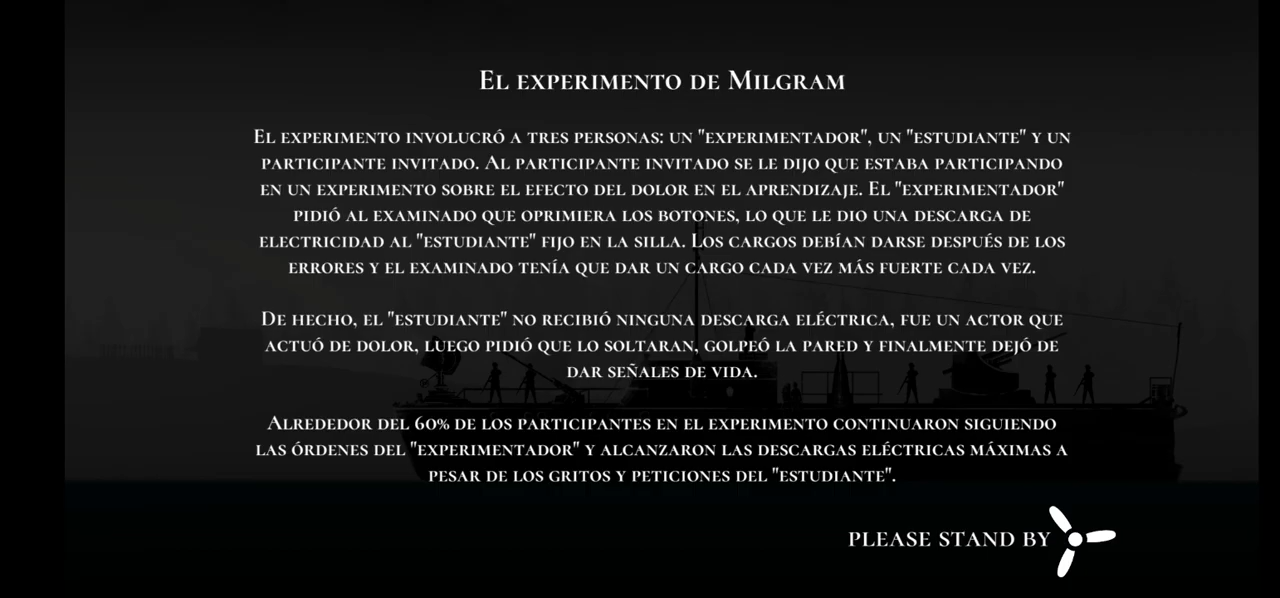 El experimento de Milgram
El experimento involucró a tres personas: un "experimentador", un "estudiante" y un
participante invitado. Al participante invitado se le dijo que estaba participando
en un experimento sobre el efecto del dolor en el aprendizaje. El "experimentador"
pidió al examinado que oprimiera los botones, lo que le dio una descarga de
electricidad al "estudiante" fijo en la silla. Los cargos debían darse después de los
errores y el examinado tenía que dar un cargo cada vez más fuerte cada vez.
De hecho, el "estudiante" no recibió ninguna descarga eléctrica, fue un actor que
actuó de dolor, luego pidió que lo soltaran, golpeó la pared y finalmente dejó de
dar señales de vida.
Alrededor del 60% de los participantes en el experimento continuaron siguiendo
las órdenes del "experimentador" y alcanzaron las descargas eléctricas máximas a
pesar de los gritos y peticiones del "estudiante".
please stand by